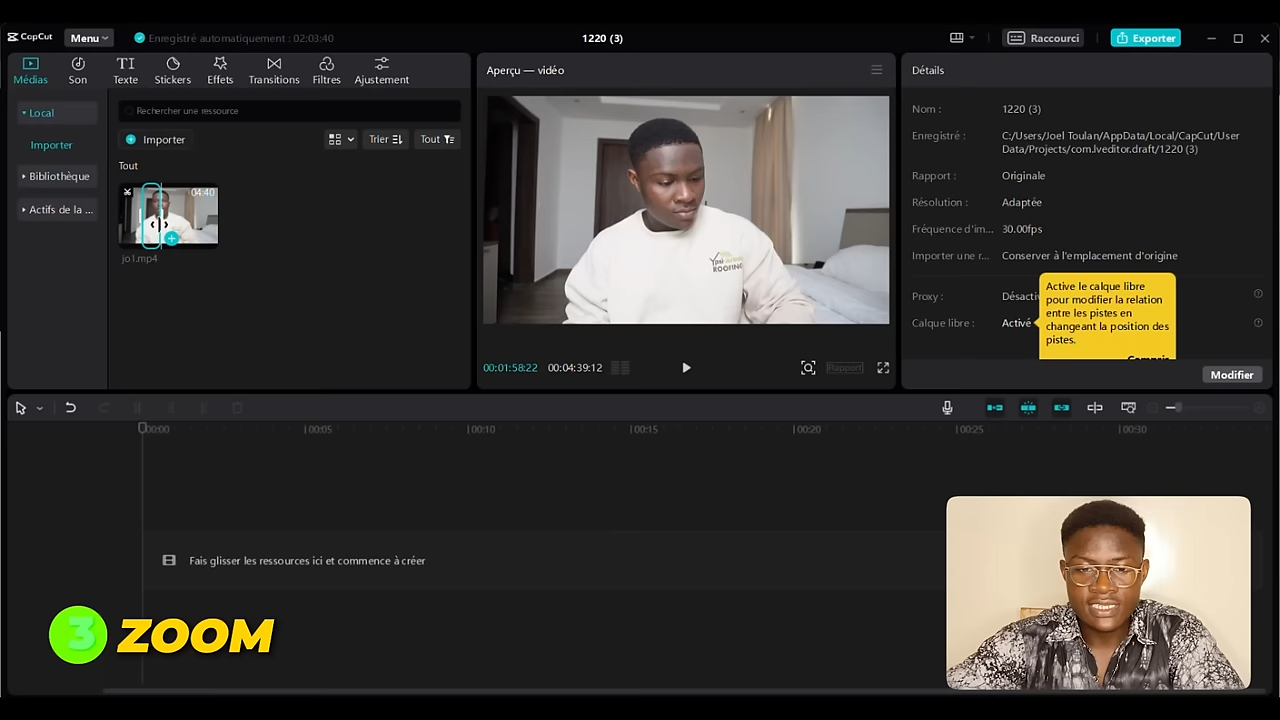 CapCut
Menu
Enregistré automatiquement : 02:03:40
1220 (3)
Raccourci
Exporter
Médias
Son
Texte
Stickers
Effets
Transitions
Filtres
Ajustement
Local
Importer
Bibliothèque
Actifs de la ...
Rechercher une ressource
Importer
Trier
Tout
Tout
04:40
jo1.mp4
Aperçu — vidéo
ROOFING
00:01:58:22
00:04:39:12
Rapport
Détails
Nom :
1220 (3)
Enregistré :
C:/Users/Joel Toulan/AppData/Local/CapCut/User
Data/Projects/com.lveditor.draft/1220 (3)
Rapport :
Originale
Résolution :
Adaptée
Fréquence d'im...
30.00fps
Importer une r...
Conserver à l'emplacement d'origine
Proxy :
Désacti
Calque libre :
Activé
Active le calque libre
pour modifier la relation
entre les pistes en
changeant la position des
pistes.
Compris
Modifier
00:00
00:05
00:10
00:15
00:20
00:25
00:30
Fais glisser les ressources ici et commence à créer
3 ZOOM